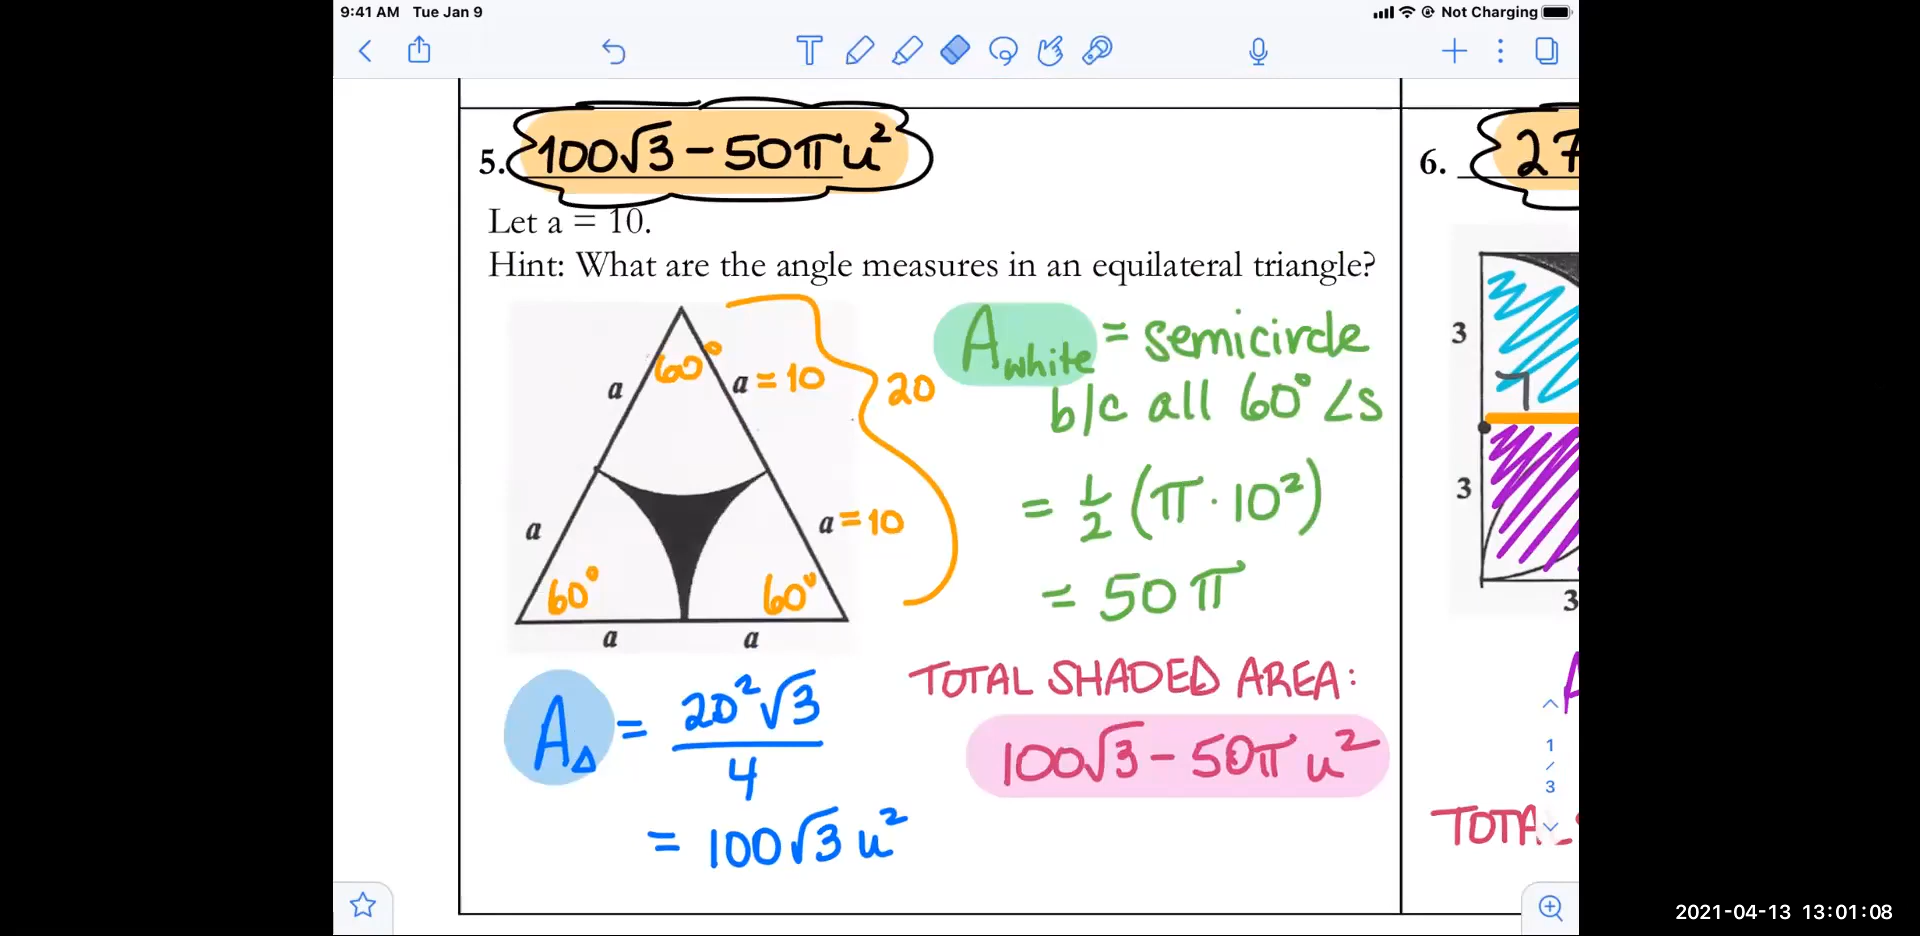 9:41 AM Tue Jan 9
Not Charging
5. 100√3 − 50π u²
Let a = 10.
Hint: What are the angle measures in an equilateral triangle?
60°
a
a = 10
20
a
a = 10
60°
60°
a
a
A white = semicircle
b/c all 60° ∠s
= 1/2 (π · 10²)
= 50π
A△ = 20²√3 / 4
= 100√3 u²
TOTAL SHADED AREA:
100√3 − 50π u²
6. 27
3
3
3
A
TOTA
1
/
3
2021-04-13 13:01:08